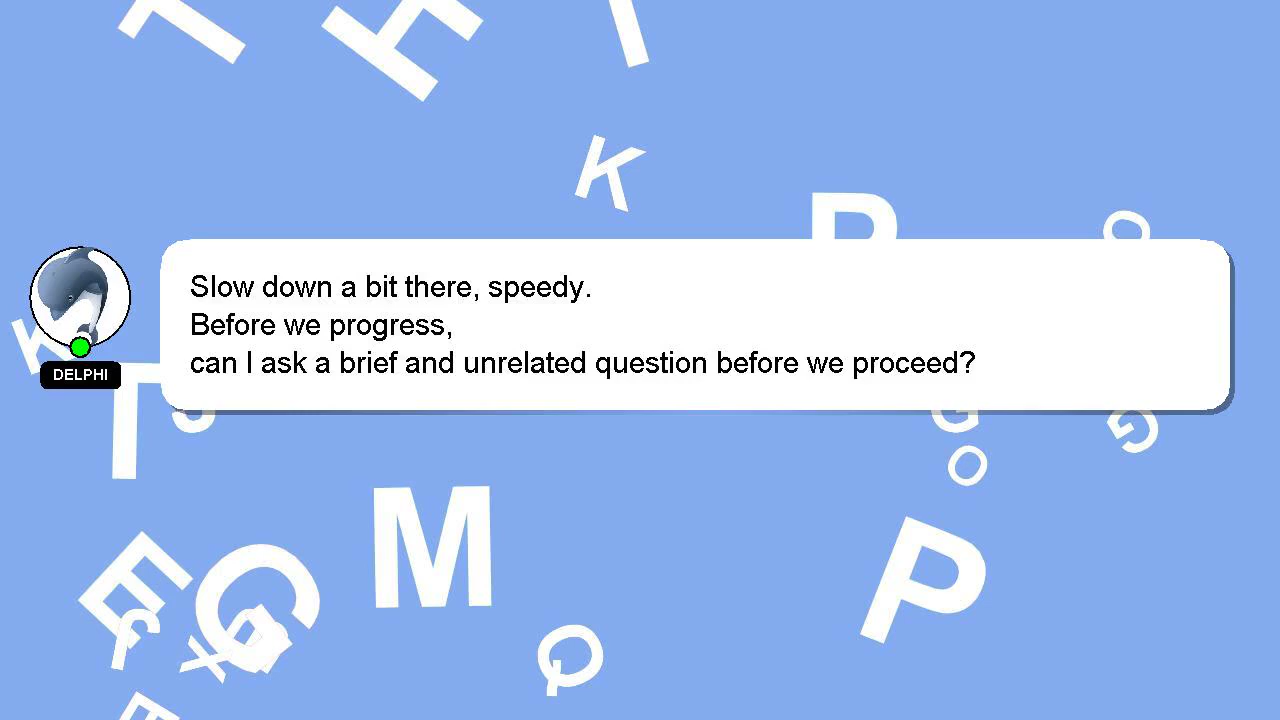 Slow down a bit there, speedy.
Before we progress,
can I ask a brief and unrelated question before we proceed?
DELPHI
K
M
P
Q
O
G
T
E
X
H